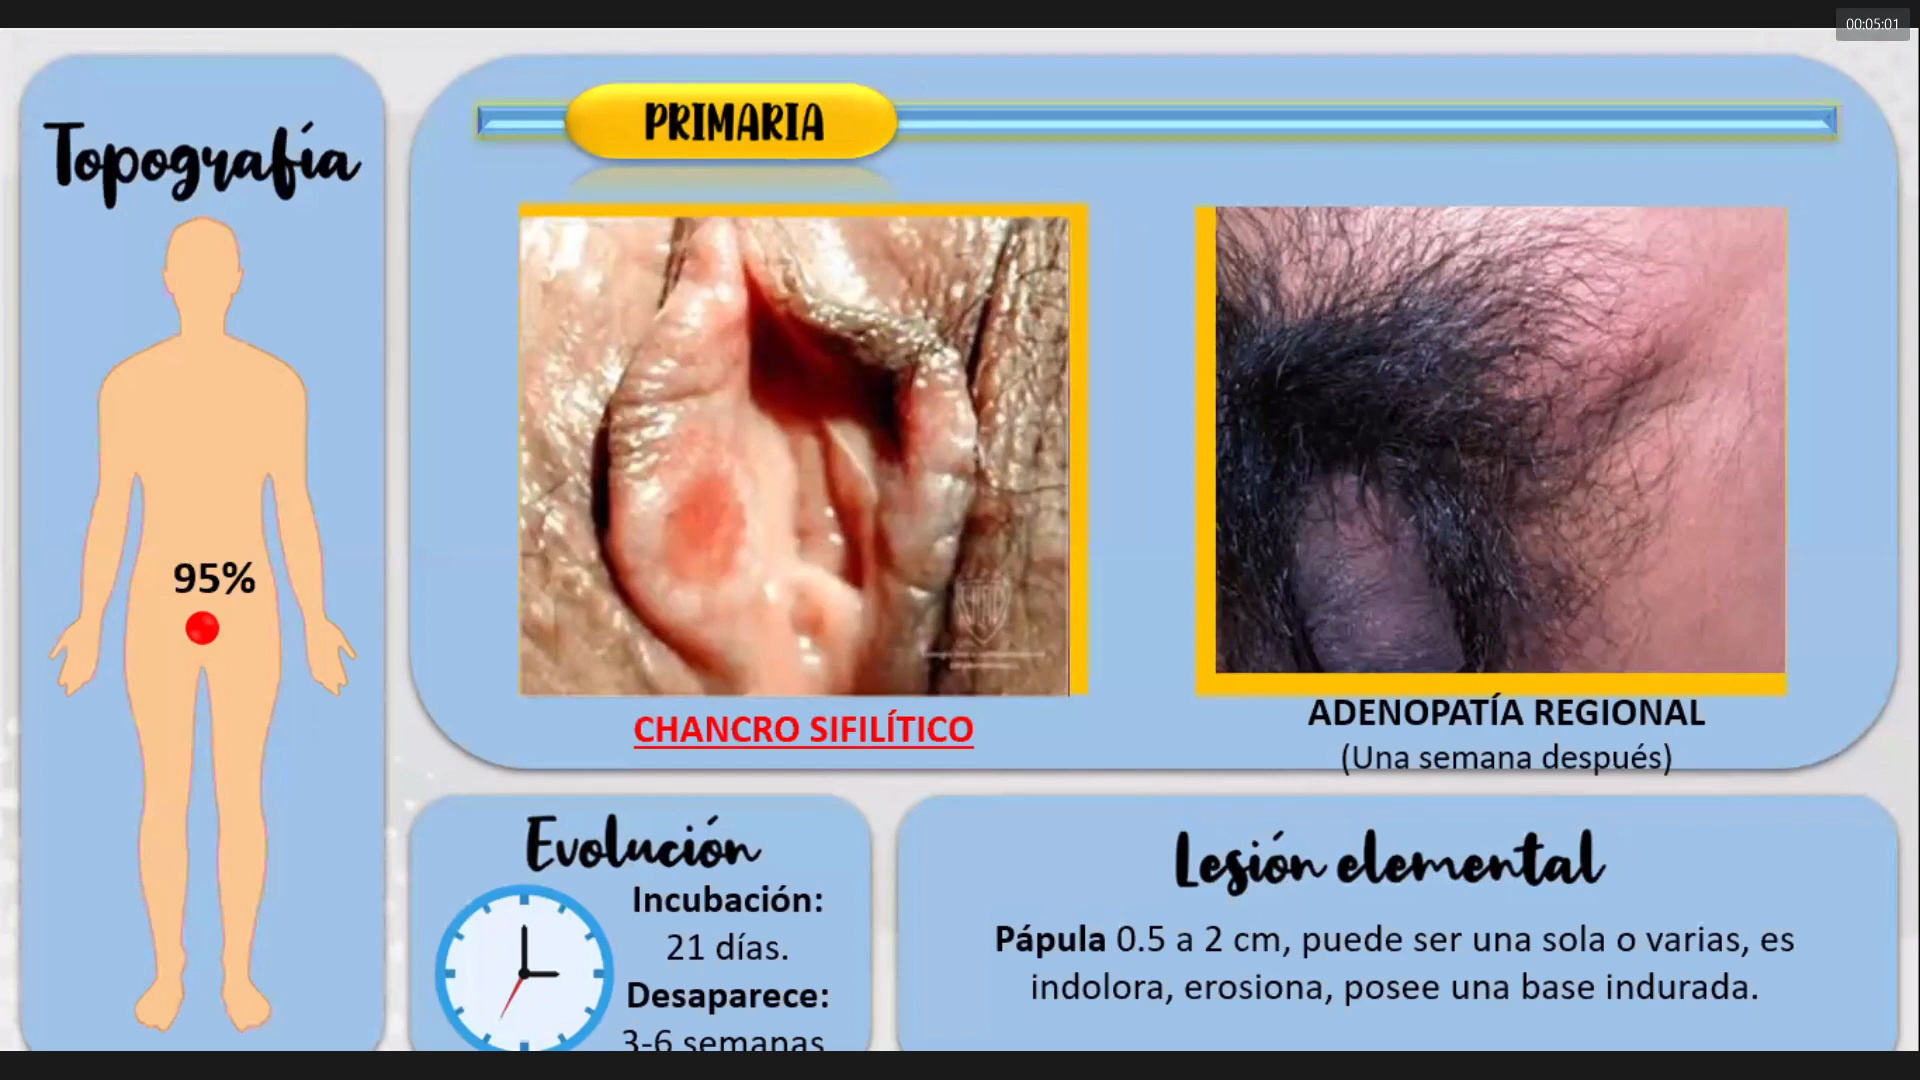 00:05:01
Topografía
95%
PRIMARIA
CHANCRO SIFILÍTICO
ADENOPATÍA REGIONAL
(Una semana después)
Evolución
Incubación:
21 días.
Desaparece:
3-6 semanas
Lesión elemental
Pápula 0.5 a 2 cm, puede ser una sola o varias, es
indolora, erosiona, posee una base indurada.